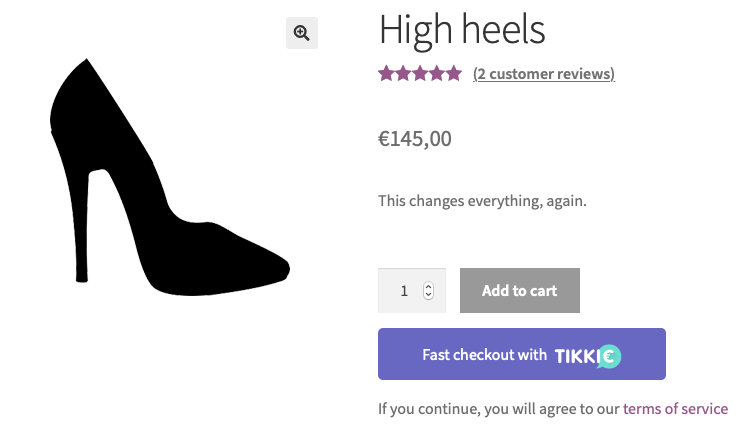 High heels
(2 customer reviews)
€145,00
This changes everything, again.
1 Add to cart
Fast checkout with TIKKI€
If you continue, you will agree to our terms of service